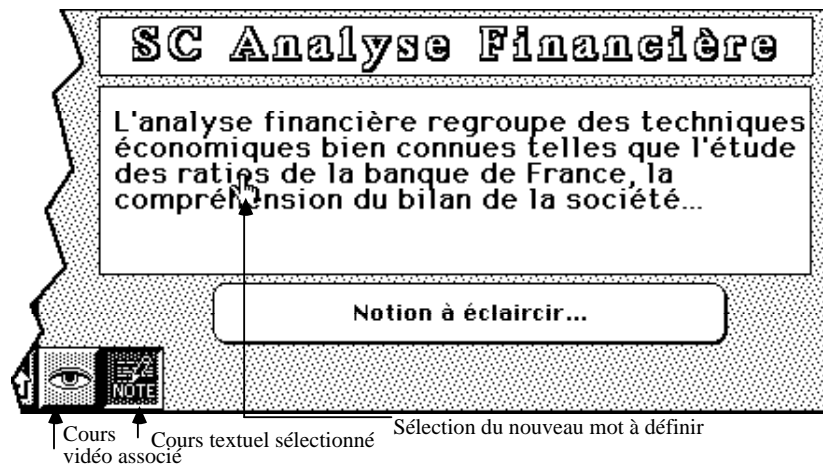 SC Analyse Financière
L'analyse financière regroupe des techniques
économiques bien connues telles que l'étude
des ratios de la banque de France, la
compréhension du bilan de la société...
Notion à éclaircir...
NOTE
Sélection du nouveau mot à définir
Cours textuel sélectionné
Cours
vidéo associé